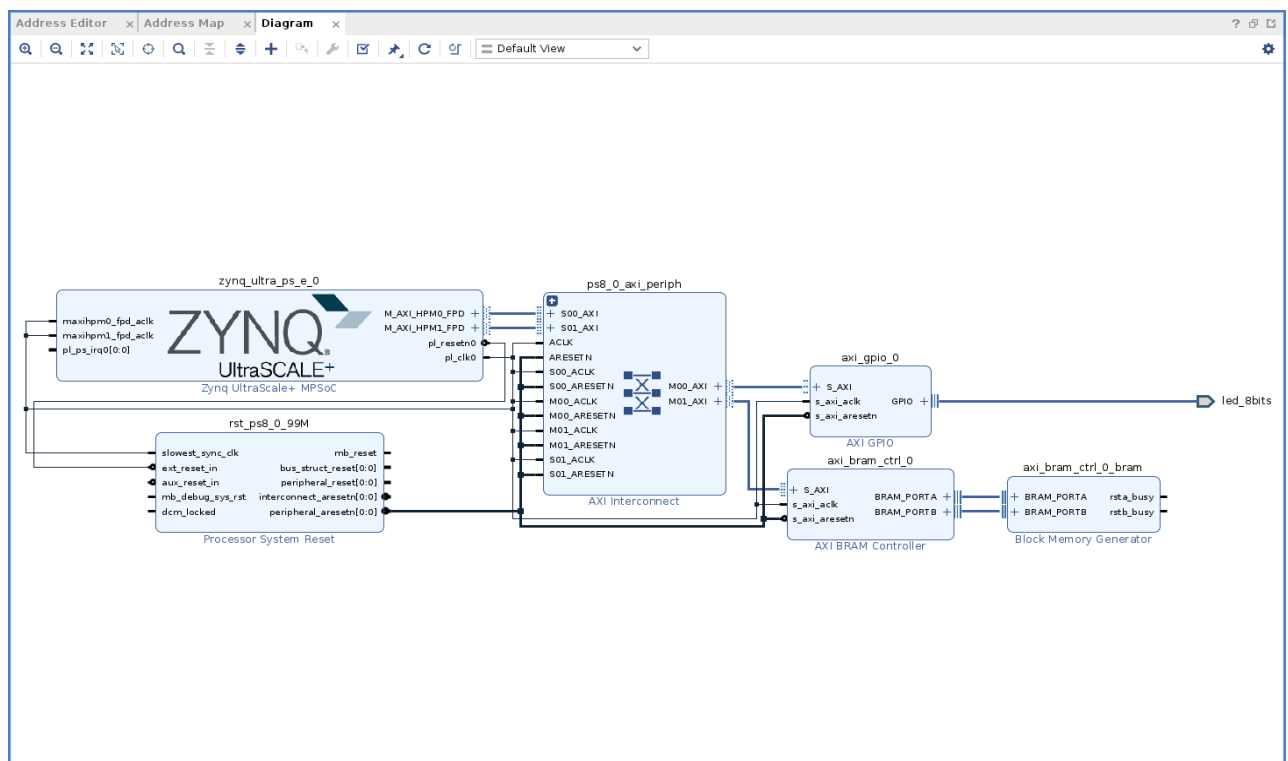 Address Editor × Address Map × Diagram ×
?
Default View
zynq_ultra_ps_e_0
maxihpm0_fpd_aclk
maxihpm1_fpd_aclk
pl_ps_irq0[0:0]
ZYNQ
UltraSCALE+
M_AXI_HPM0_FPD
M_AXI_HPM1_FPD
pl_resetn0
pl_clk0
Zynq UltraScale+ MPSoC
rst_ps8_0_99M
slowest_sync_clk
ext_reset_in
aux_reset_in
mb_debug_sys_rst
dcm_locked
mb_reset
bus_struct_reset[0:0]
peripheral_reset[0:0]
interconnect_aresetn[0:0]
peripheral_aresetn[0:0]
Processor System Reset
ps8_0_axi_periph
S00_AXI
S01_AXI
ACLK
ARESETN
S00_ACLK
S00_ARESETN
M00_ACLK
M00_ARESETN
M01_ACLK
M01_ARESETN
S01_ACLK
S01_ARESETN
M00_AXI
M01_AXI
AXI Interconnect
axi_gpio_0
S_AXI
s_axi_aclk
s_axi_aresetn
GPIO
AXI GPIO
led_8bits
axi_bram_ctrl_0
S_AXI
s_axi_aclk
s_axi_aresetn
BRAM_PORTA
BRAM_PORTB
AXI BRAM Controller
axi_bram_ctrl_0_bram
BRAM_PORTA
BRAM_PORTB
rsta_busy
rstb_busy
Block Memory Generator